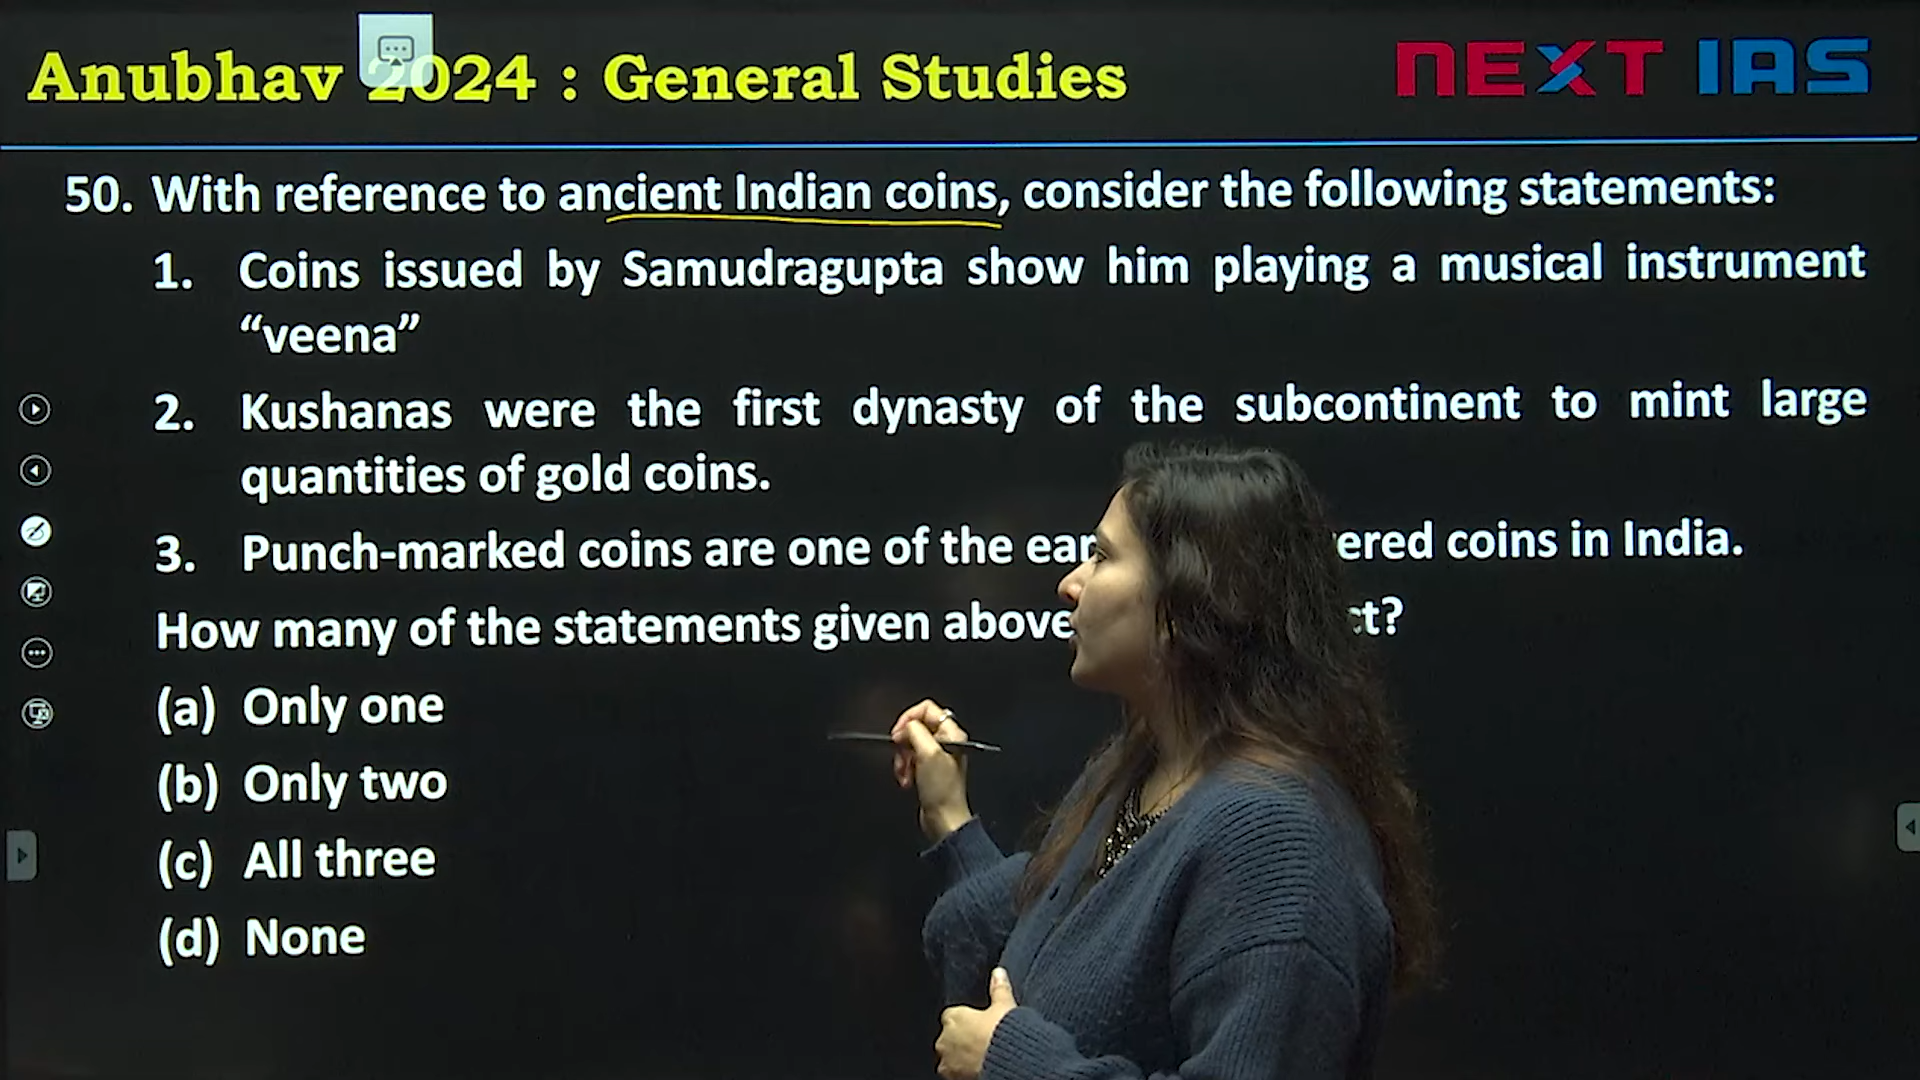 Anubhav 2024 : General Studies
NEXT IAS
50. With reference to ancient Indian coins, consider the following statements:
1. Coins issued by Samudragupta show him playing a musical instrument
“veena”
2. Kushanas were the first dynasty of the subcontinent to mint large
quantities of gold coins.
3. Punch-marked coins are one of the ered coins in India.
How many of the statements given above
(a) Only one
(b) Only two
(c) All three
(d) None